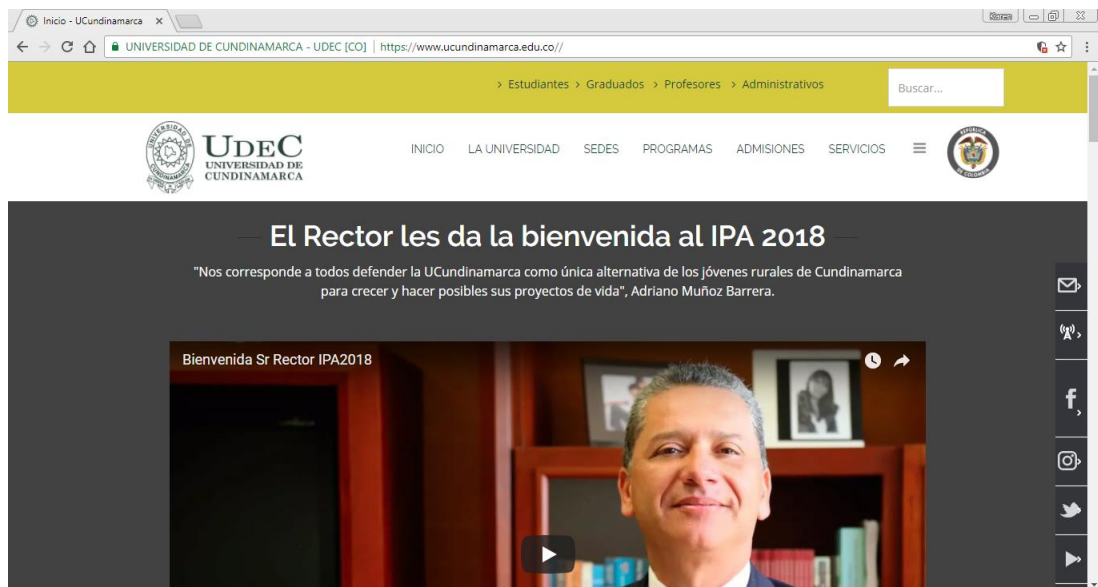 Inicio - UCundinamarca
Karen
UNIVERSIDAD DE CUNDINAMARCA - UDEC [CO] | https://www.ucundinamarca.edu.co//
> Estudiantes > Graduados > Profesores > Administrativos
Buscar...
UDEC
UNIVERSIDAD DE
CUNDINAMARCA
INICIO LA UNIVERSIDAD SEDES PROGRAMAS ADMISIONES SERVICIOS
El Rector les da la bienvenida al IPA 2018
"Nos corresponde a todos defender la UCundinamarca como única alternativa de los jóvenes rurales de Cundinamarca
para crecer y hacer posibles sus proyectos de vida", Adriano Muñoz Barrera.
Bienvenida Sr Rector IPA2018